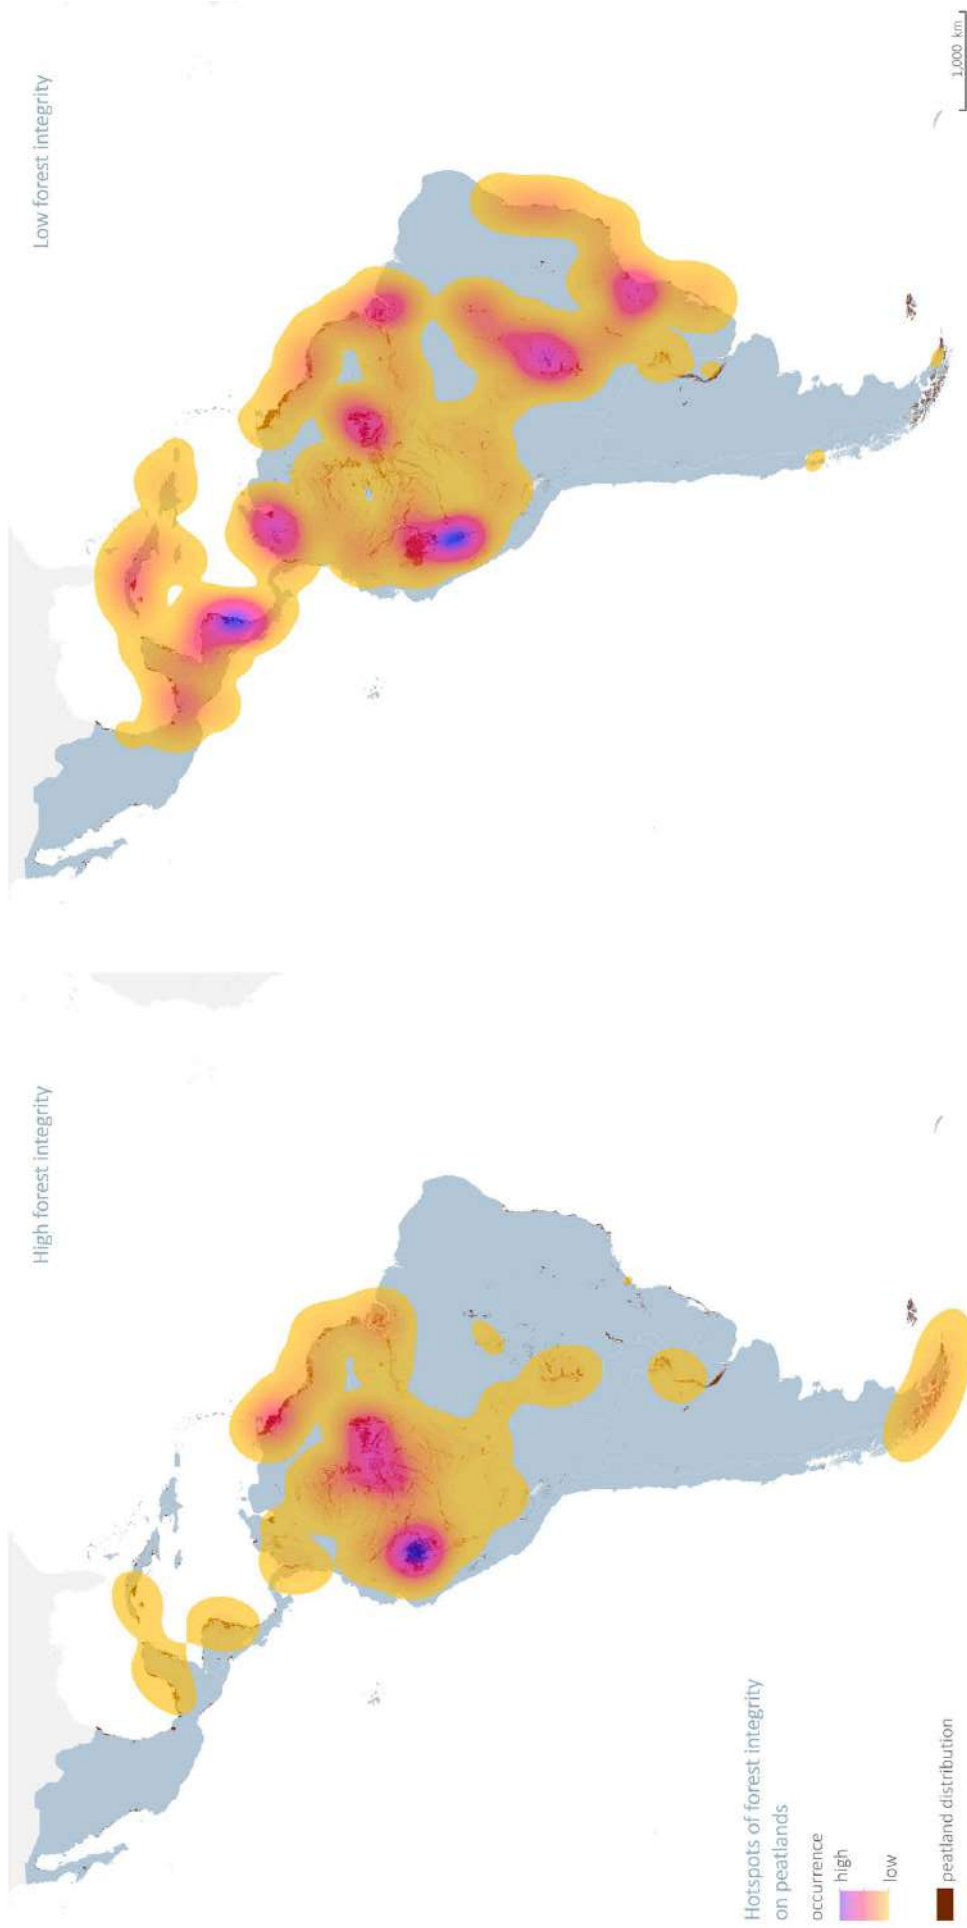 High forest integrity
Low forest integrity
Hotspots of forest integrity
on peatlands
occurrence
high
low
peatland distribution
1,000 km